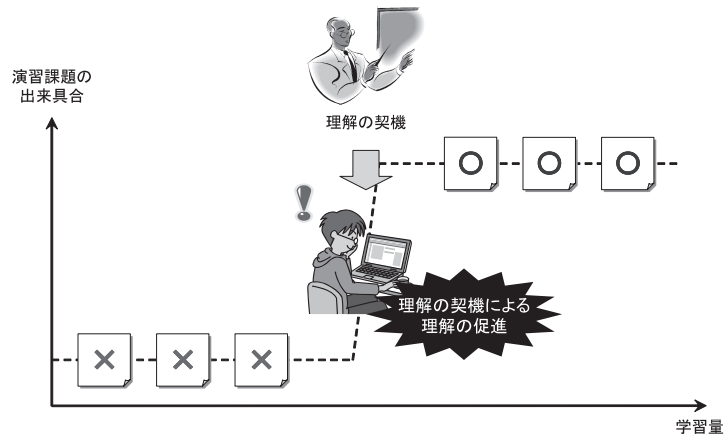 演習課題の
出来具合
理解の契機
理解の契機による
理解の促進
学習量